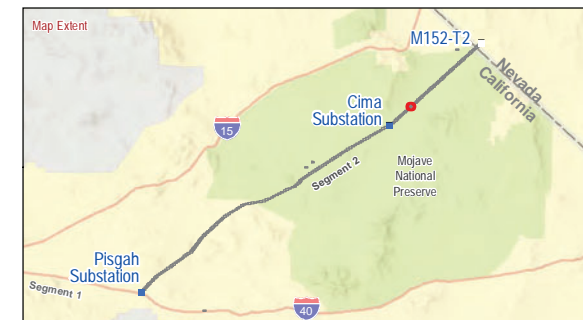 Map Extent
M152-T2
Nevada
California
Cima
Substation
15
Mojave
National
Preserve
Segment 2
Pisgah
Substation
Segment 1
40